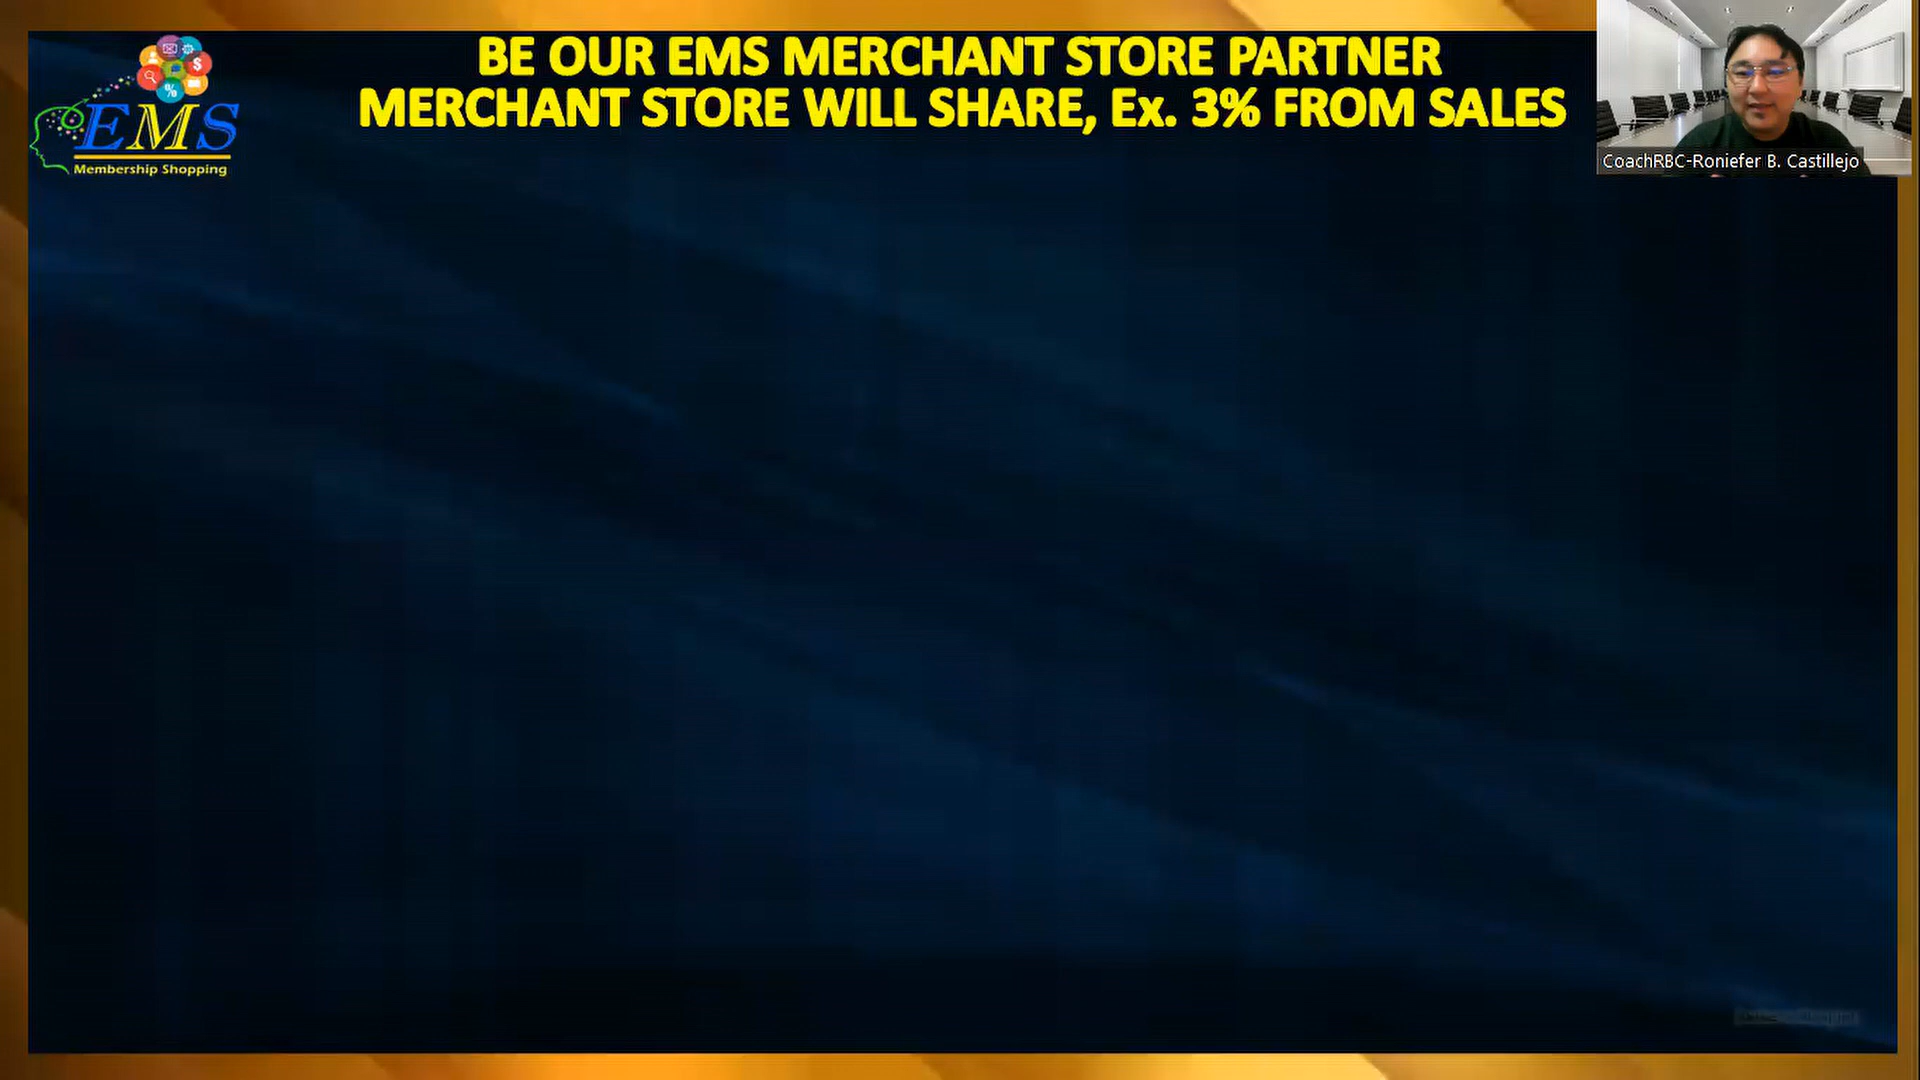 BE OUR EMS MERCHANT STORE PARTNER
MERCHANT STORE WILL SHARE, Ex. 3% FROM SALES
EMS
Membership Shopping
CoachRBC-Roniefer B. Castillejo